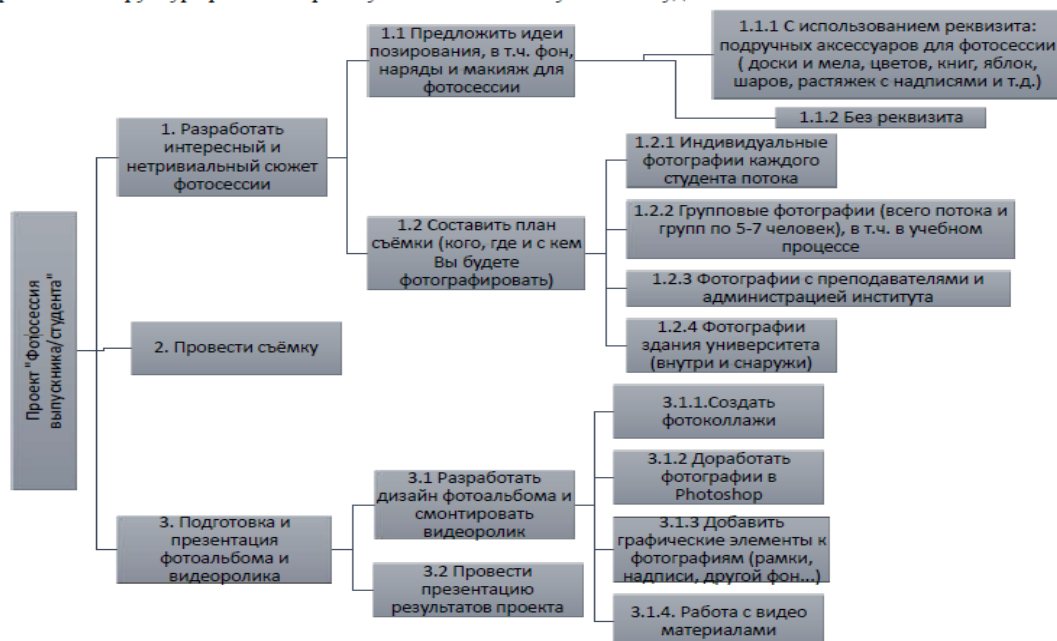 Проект "Фотосессия
выпускника/студента"
1. Разработать
интересный и
нетривиальный сюжет
фотосессии
1.1 Предложить идеи
позирования, в т.ч. фон,
наряды и макияж для
фотосессии
1.1.1 С использованием реквизита:
подручных аксессуаров для фотосессии
( доски и мела, цветов, книг, яблок,
шаров, растяжек с надписями и т.д.)
1.1.2 Без реквизита
1.2 Составить план
съёмки (кого, где и с кем
Вы будете
фотографировать)
1.2.1 Индивидуальные
фотографии каждого
студента потока
1.2.2 Групповые фотографии (всего потока и
групп по 5-7 человек), в т.ч. в учебном
процессе
1.2.3 Фотографии с преподавателями и
администрацией института
1.2.4 Фотографии
здания университета
(внутри и снаружи)
2. Провести съёмку
3. Подготовка и
презентация
фотоальбома и
видеоролика
3.1 Разработать
дизайн фотоальбома и
смонтировать
видеоролик
3.1.1.Создать
фотоколлажи
3.1.2 Доработать
фотографии в
Photoshop
3.1.3 Добавить
графические элементы к
фотографиям (рамки,
надписи, другой фон...)
3.1.4. Работа с видео
материалами
3.2 Провести
презентацию
результатов проекта